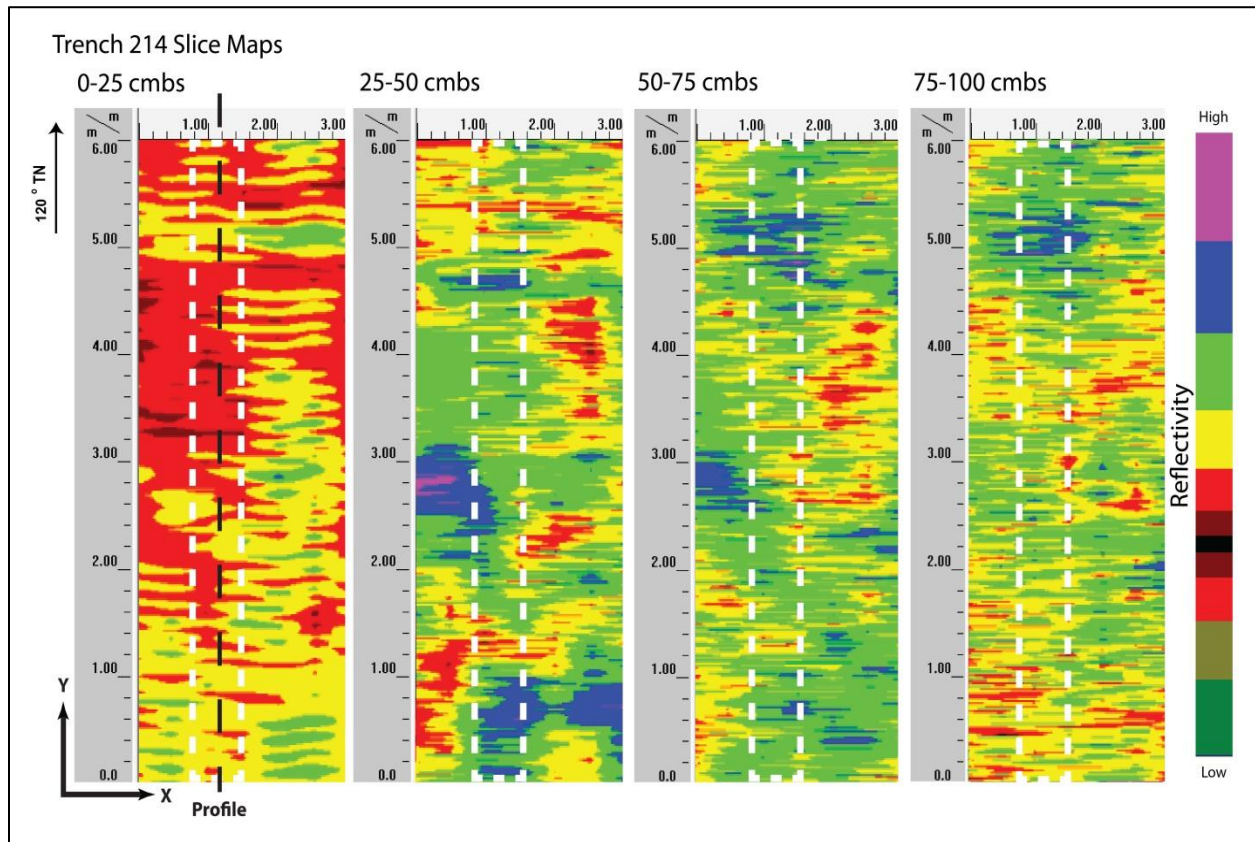 Trench 214 Slice Maps
0-25 cmbs
25-50 cmbs
50-75 cmbs
75-100 cmbs
m
m
1.00 2.00 3.00
m
m
1.00 2.00 3.00
m
m
1.00 2.00 3.00
m
m
1.00 2.00 3.00
High
120° TN
6.00 6.00 6.00 6.00
5.00 5.00 5.00 5.00
4.00 4.00 4.00 4.00
3.00 3.00 3.00 3.00
Reflectivity
2.00 2.00 2.00 2.00
1.00 1.00 1.00 1.00
Y
0.0 0.0 0.0 0.0
Low
X
Profile